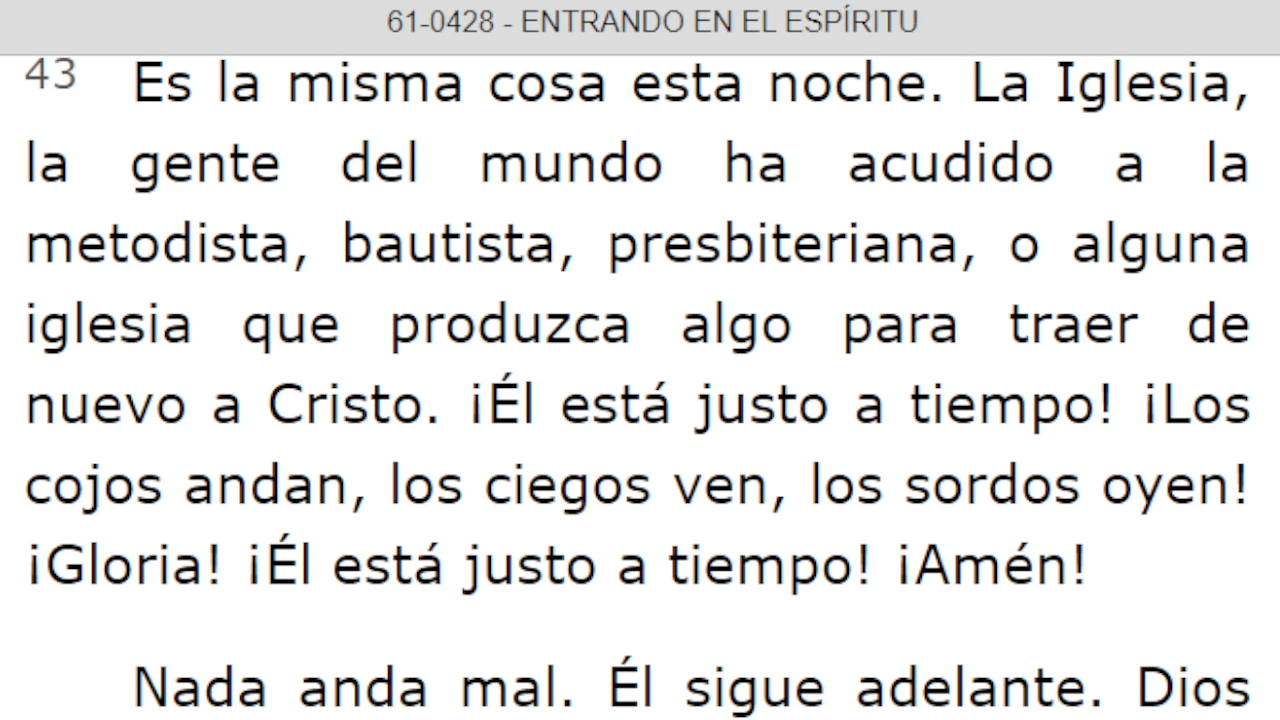 61-0428 - ENTRANDO EN EL ESPÍRITU
43 Es la misma cosa esta noche. La Iglesia,
la gente del mundo ha acudido a la
metodista, bautista, presbiteriana, o alguna
iglesia que produzca algo para traer de
nuevo a Cristo. ¡Él está justo a tiempo! ¡Los
cojos andan, los ciegos ven, los sordos oyen!
¡Gloria! ¡Él está justo a tiempo! ¡Amén!
Nada anda mal. Él sigue adelante. Dios